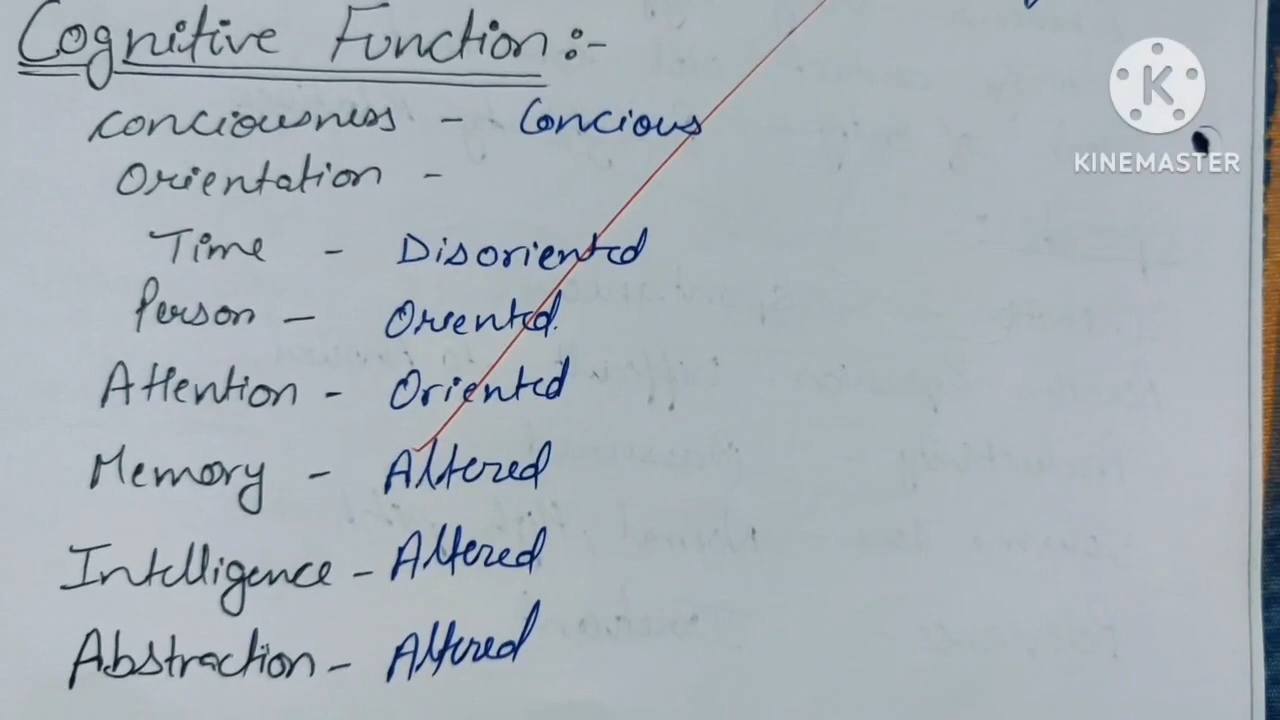 Cognitive Function :-
Conciousness - Concious
Orientation -
Time - Disoriented
Person - Oriented.
Attention - Oriented
Memory - Altered
Intelligence - Altered
Abstraction - Altered
K
KINEMASTER